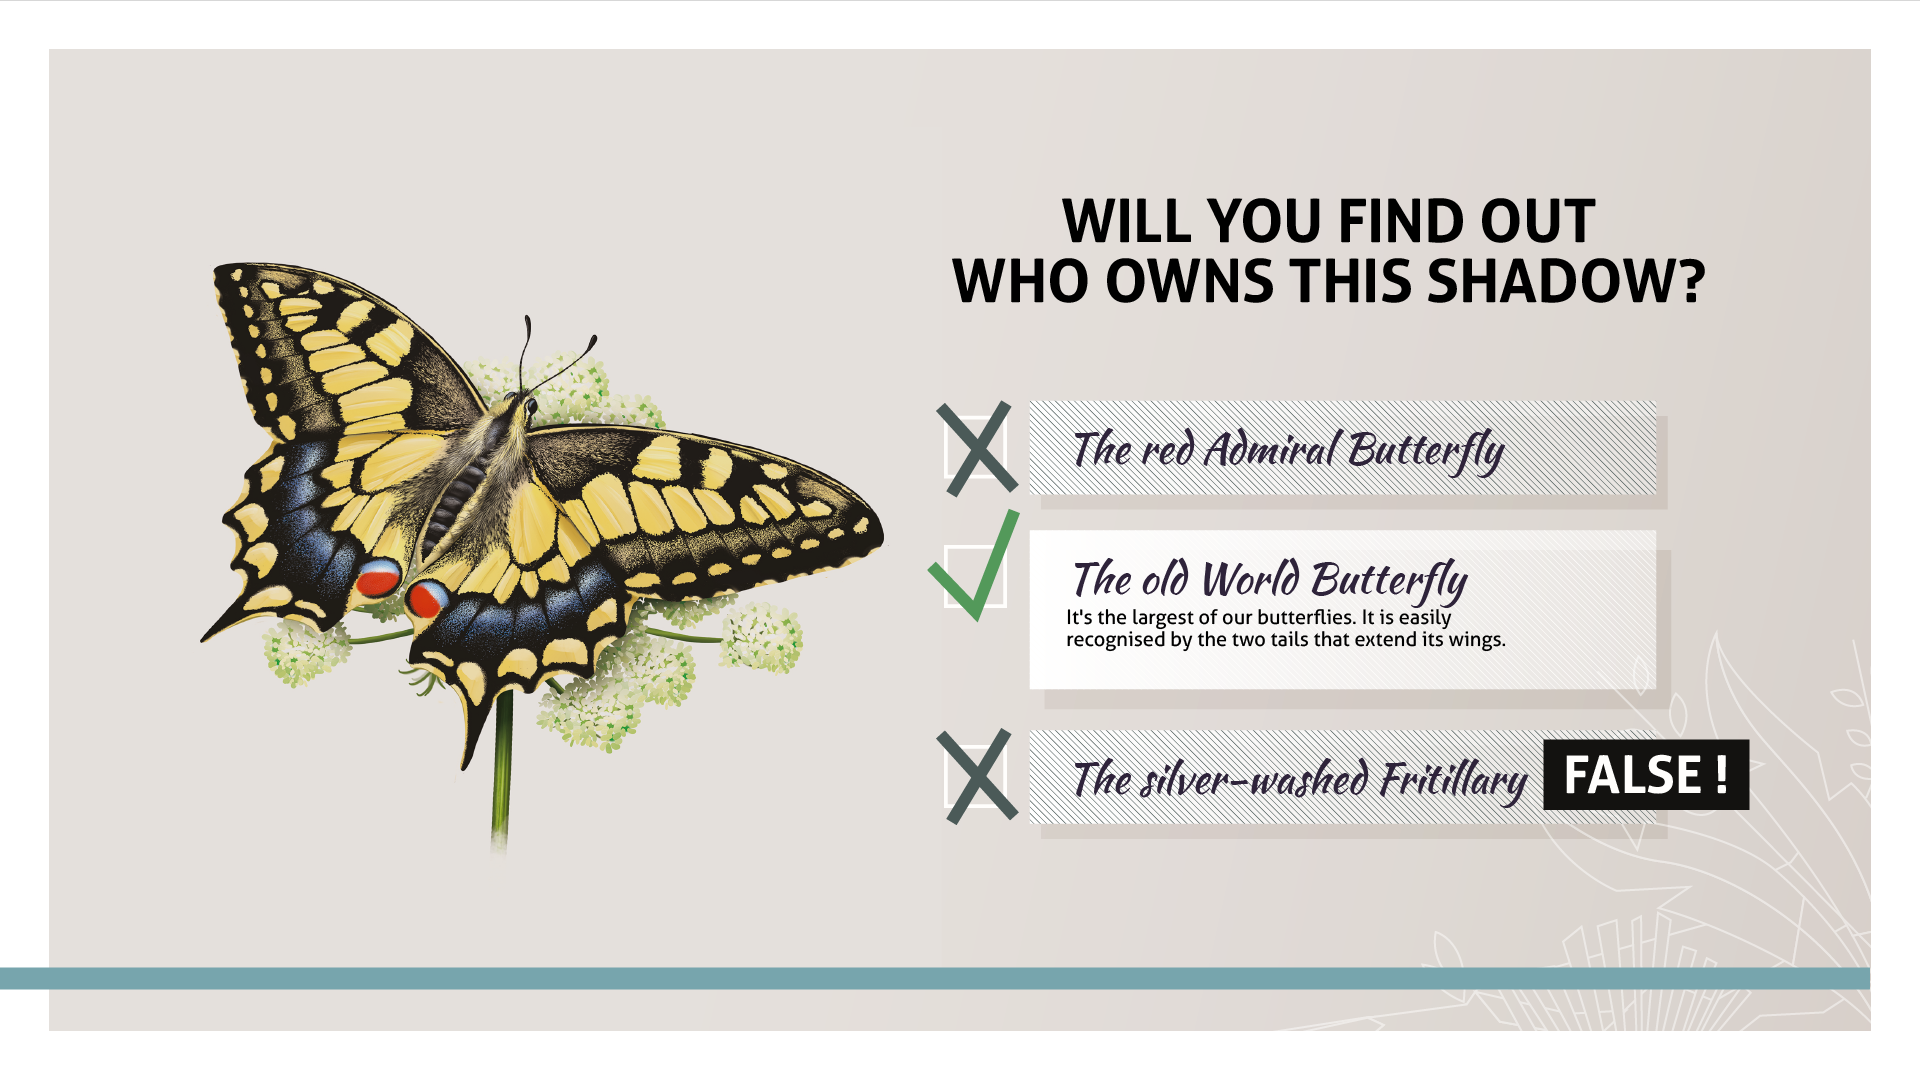 WILL YOU FIND OUT
WHO OWNS THIS SHADOW?
The red Admiral Butterfly
The old World Butterfly
It's the largest of our butterflies. It is easily
recognised by the two tails that extend its wings.
The silver-washed Fritillary
FALSE !